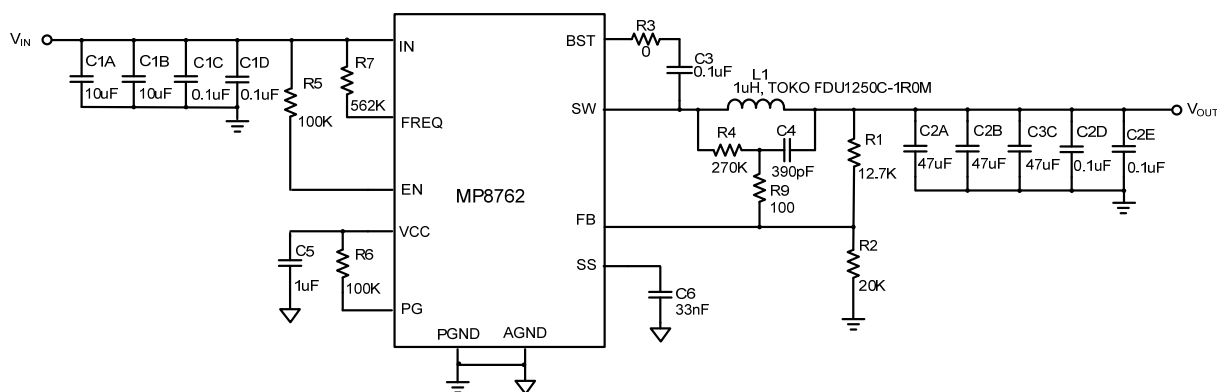 V_IN
C1A
10uF
C1B
10uF
C1C
0.1uF
C1D
0.1uF
R5
100K
R7
562K
IN
FREQ
EN
VCC
PG
PGND
AGND
MP8762
BST
SW
FB
SS
C5
1uF
R6
100K
R3
0
C3
0.1uF
L1
1uH, TOKO FDU1250C-1R0M
R4
270K
C4
390pF
R9
100
R1
12.7K
R2
20K
C6
33nF
C2A
47uF
C2B
47uF
C3C
47uF
C2D
0.1uF
C2E
0.1uF
V_OUT